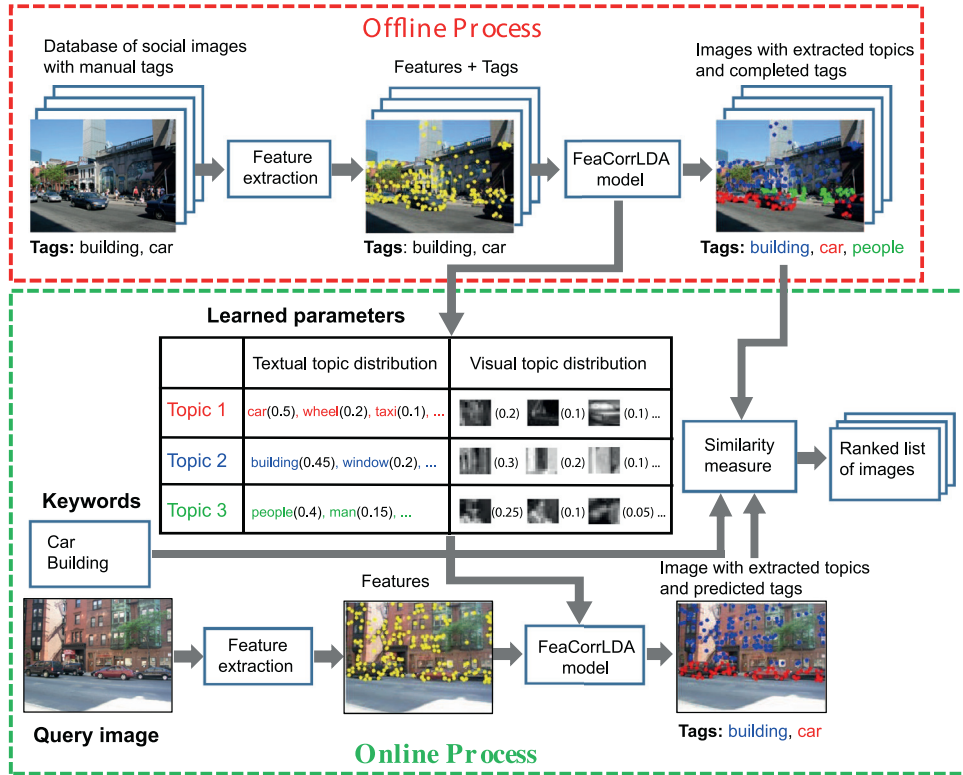 Offline Process
Database of social images
with manual tags
Features + Tags
Images with extracted topics
and completed tags
Feature
extraction
FeaCorrLDA
model
Tags: building, car
Tags: building, car
Tags: building, car, people
Learned parameters
Textual topic distribution
Visual topic distribution
Topic 1
car(0.5), wheel(0.2), taxi(0.1), ...
(0.2)
(0.1)
(0.1) ...
Topic 2
building(0.45), window(0.2), ...
(0.3)
(0.2)
(0.1) ...
Topic 3
people(0.4), man(0.15), ...
(0.25)
(0.1)
(0.05) ...
Similarity
measure
Ranked list
of images
Keywords
Car
Building
Features
Image with extracted topics
and predicted tags
Feature
extraction
FeaCorrLDA
model
Query image
Tags: building, car
Online Process